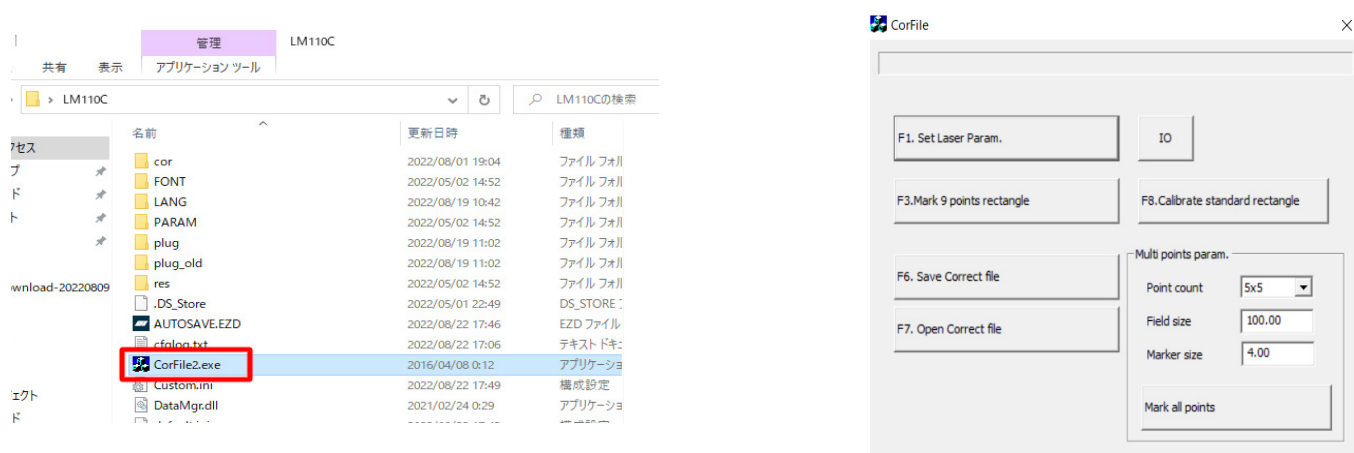 管理
LM110C
共有
表示
アプリケーション ツール
LM110C
LM110Cの検索
名前
更新日時
種類
cor 2022/08/01 19:04 ファイル フォル
FONT 2022/05/02 14:52 ファイル フォル
LANG 2022/08/19 10:42 ファイル フォル
PARAM 2022/05/02 14:52 ファイル フォル
plug 2022/08/19 11:02 ファイル フォル
plug_old 2022/08/19 11:02 ファイル フォル
res 2022/05/02 14:52 ファイル フォル
.DS_Store 2022/05/01 22:49 DS_STORE
AUTOSAVE.EZD 2022/08/22 17:46 EZD ファイル
cfglog.txt 2022/08/22 17:06 テキスト ドキュ
CorFile2.exe 2016/04/08 0:12 アプリケーショ
Custom.ini 2022/08/22 17:49 構成設定
DataMgr.dll 2021/02/24 0:29 アプリケーショ
アセス
プ
ド
ト
wnload-20220809
ェクト
ド
CorFile
F1. Set Laser Param.
IO
F3.Mark 9 points rectangle
F8.Calibrate standard rectangle
F6. Save Correct file
F7. Open Correct file
Multi points param.
Point count 5x5
Field size 100.00
Marker size 4.00
Mark all points